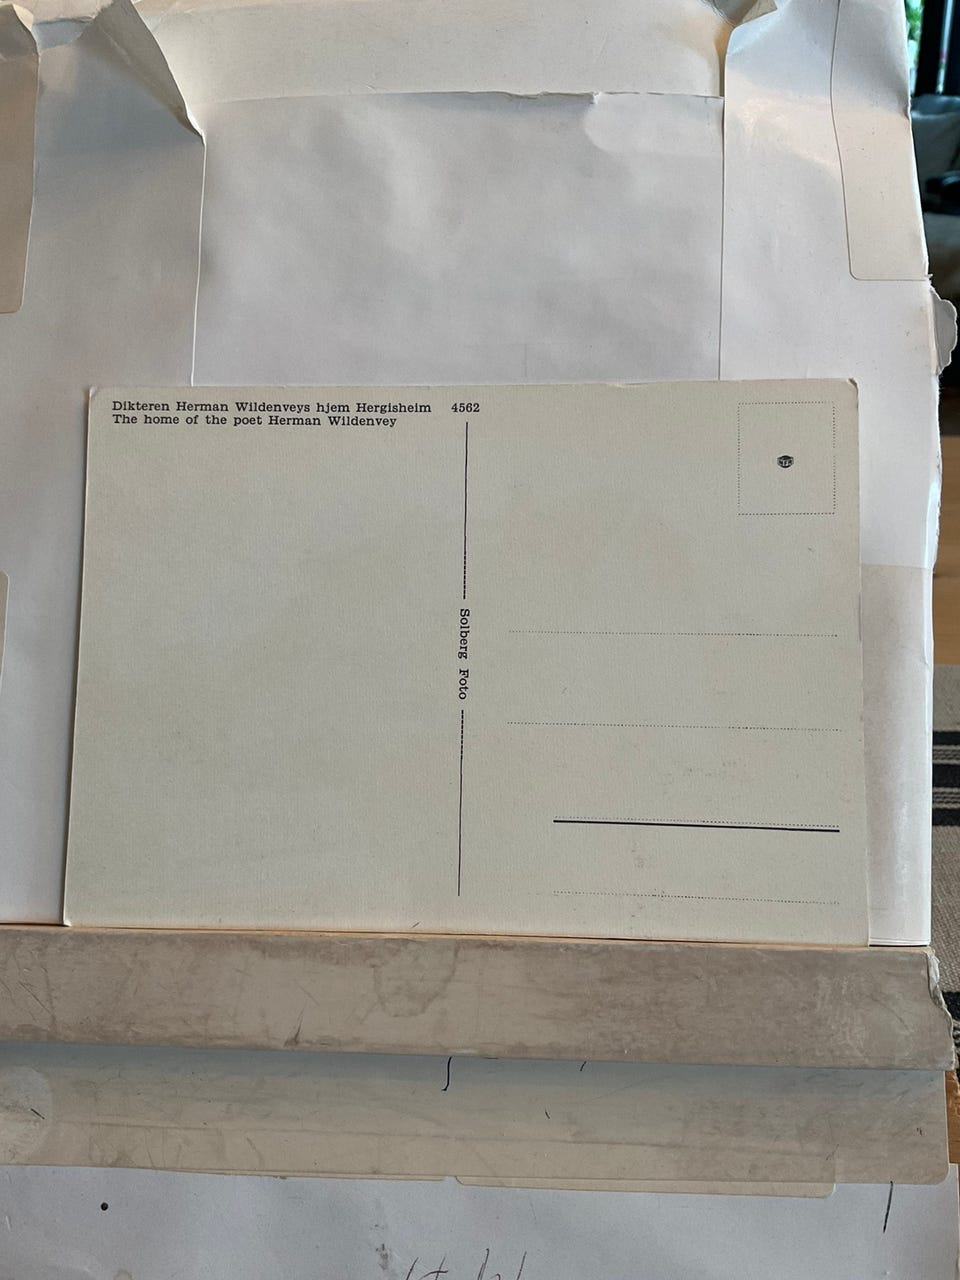 Dikteren Herman Wildenveys hjem Hergisheim 4562
The home of the poet Herman Wildenvey
Solberg Foto